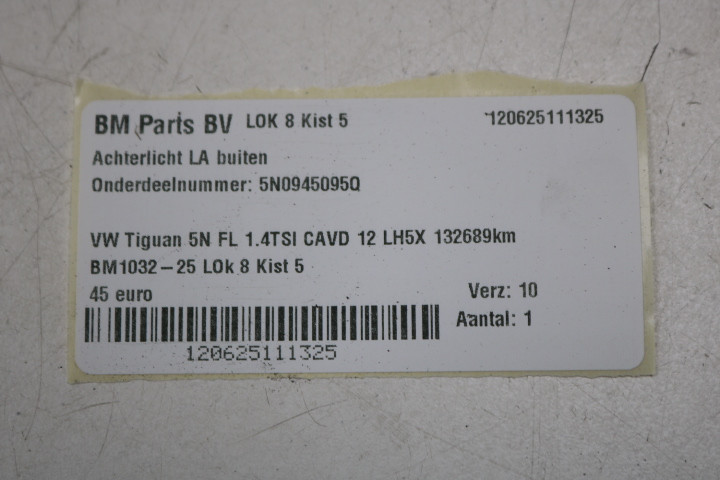 BM Parts BV LOK 8 Kist 5 120625111325
Achterlicht LA buiten
Onderdeelnummer: 5N0945095Q
VW Tiguan 5N FL 1.4TSI CAVD 12 LH5X 132689km
BM1032-25 LOk 8 Kist 5
45 euro Verz: 10
Aantal: 1
120625111325